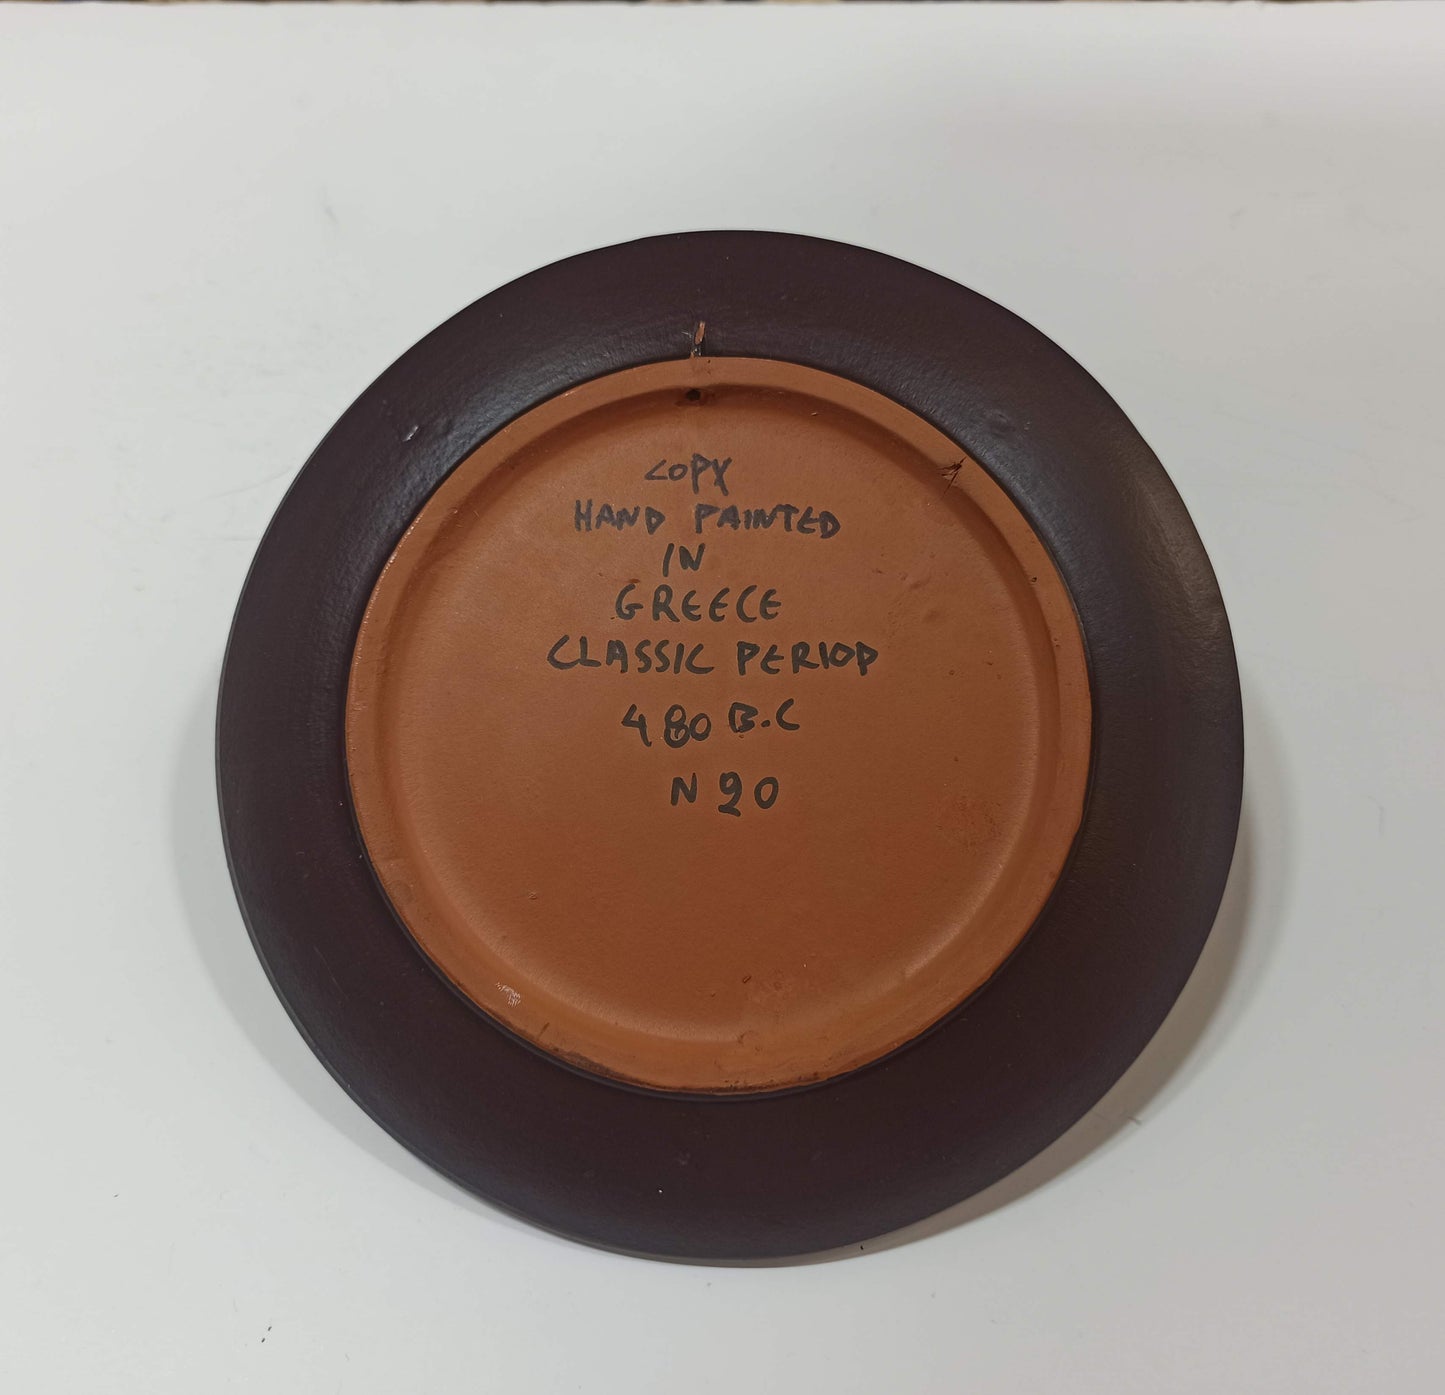 COPY
HAND PAINTED
IN
GREECE
CLASSIC PERIOD
480 B.C
N 20